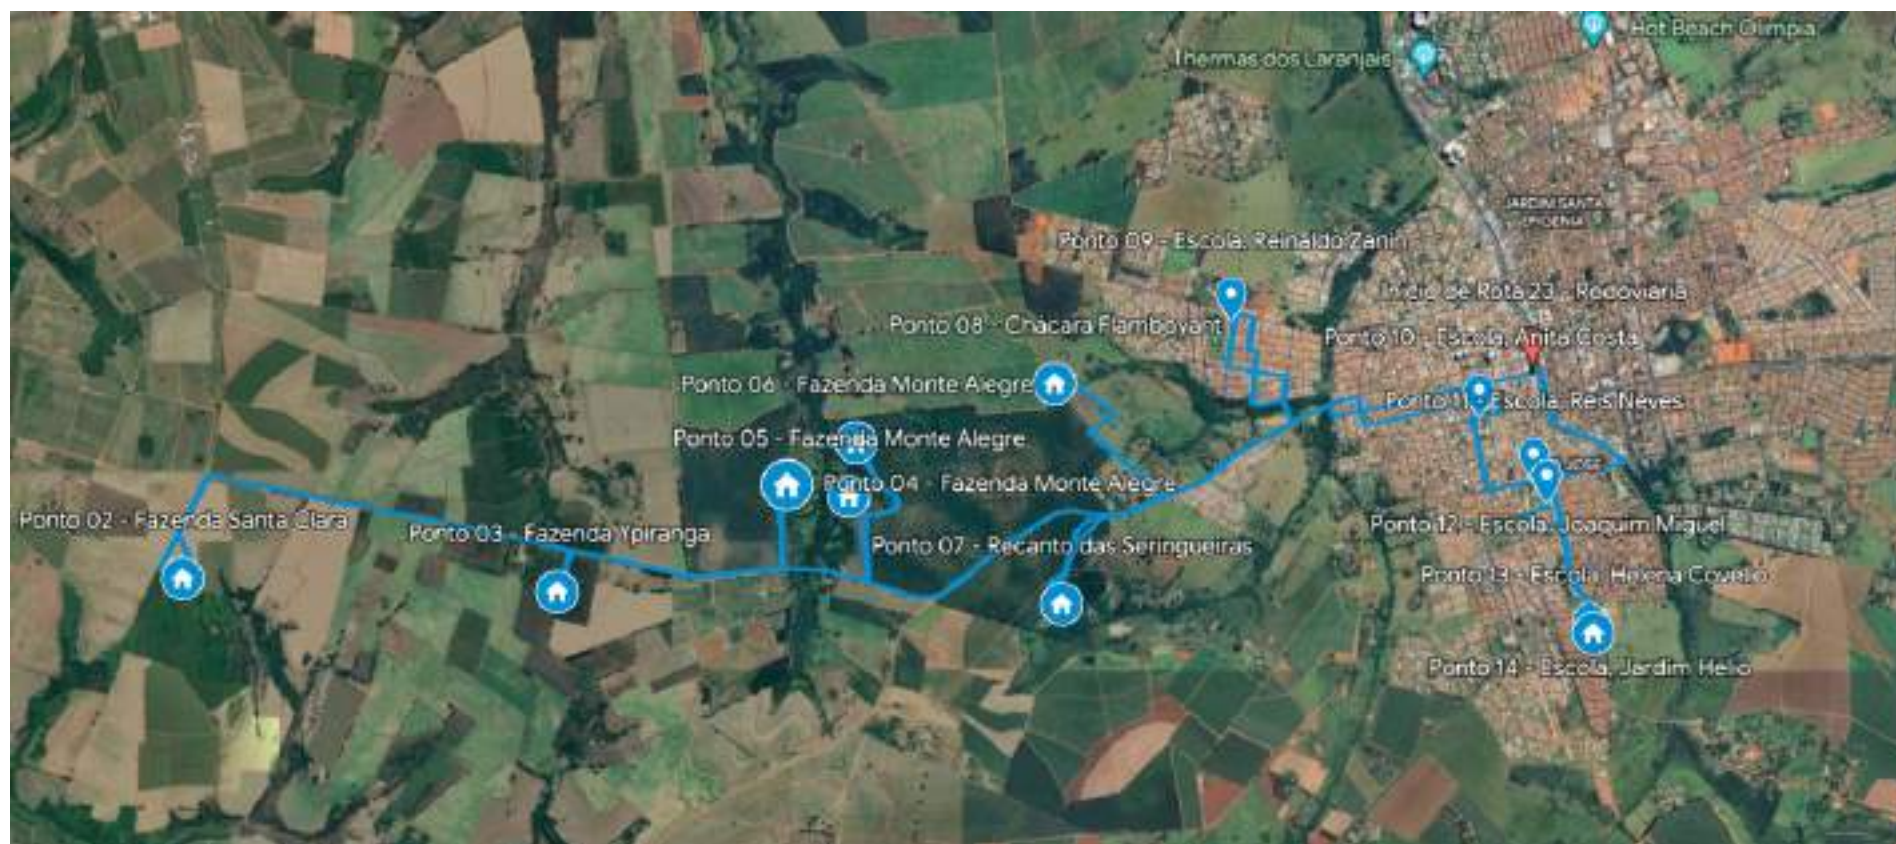 Hot Beach Olimpia
Thermas dos Laranjais
JARDIM SANTA
EFIGENIA
Ponto 09 - Escola, Reinaldo Zanin
Início de Rota 23 - Rodoviaria
Ponto 08 - Chácara Flamboyant
Ponto 10 - Escola, Anita Costa
Ponto 06 - Fazenda Monte Alegre
Ponto 11 - Escola, Reis Neves
Ponto 05 - Fazenda Monte Alegre
Ponto 04 - Fazenda Monte Alegre
Ponto 02 - Fazenda Santa Clara
Ponto 03 - Fazenda Ypiranga
Ponto 12 - Escola, Joaquim Miguel
Ponto 07 - Recanto das Seringueiras
Ponto 13 - Escola, Helena Covello
Ponto 14 - Escola, Jardim Helio